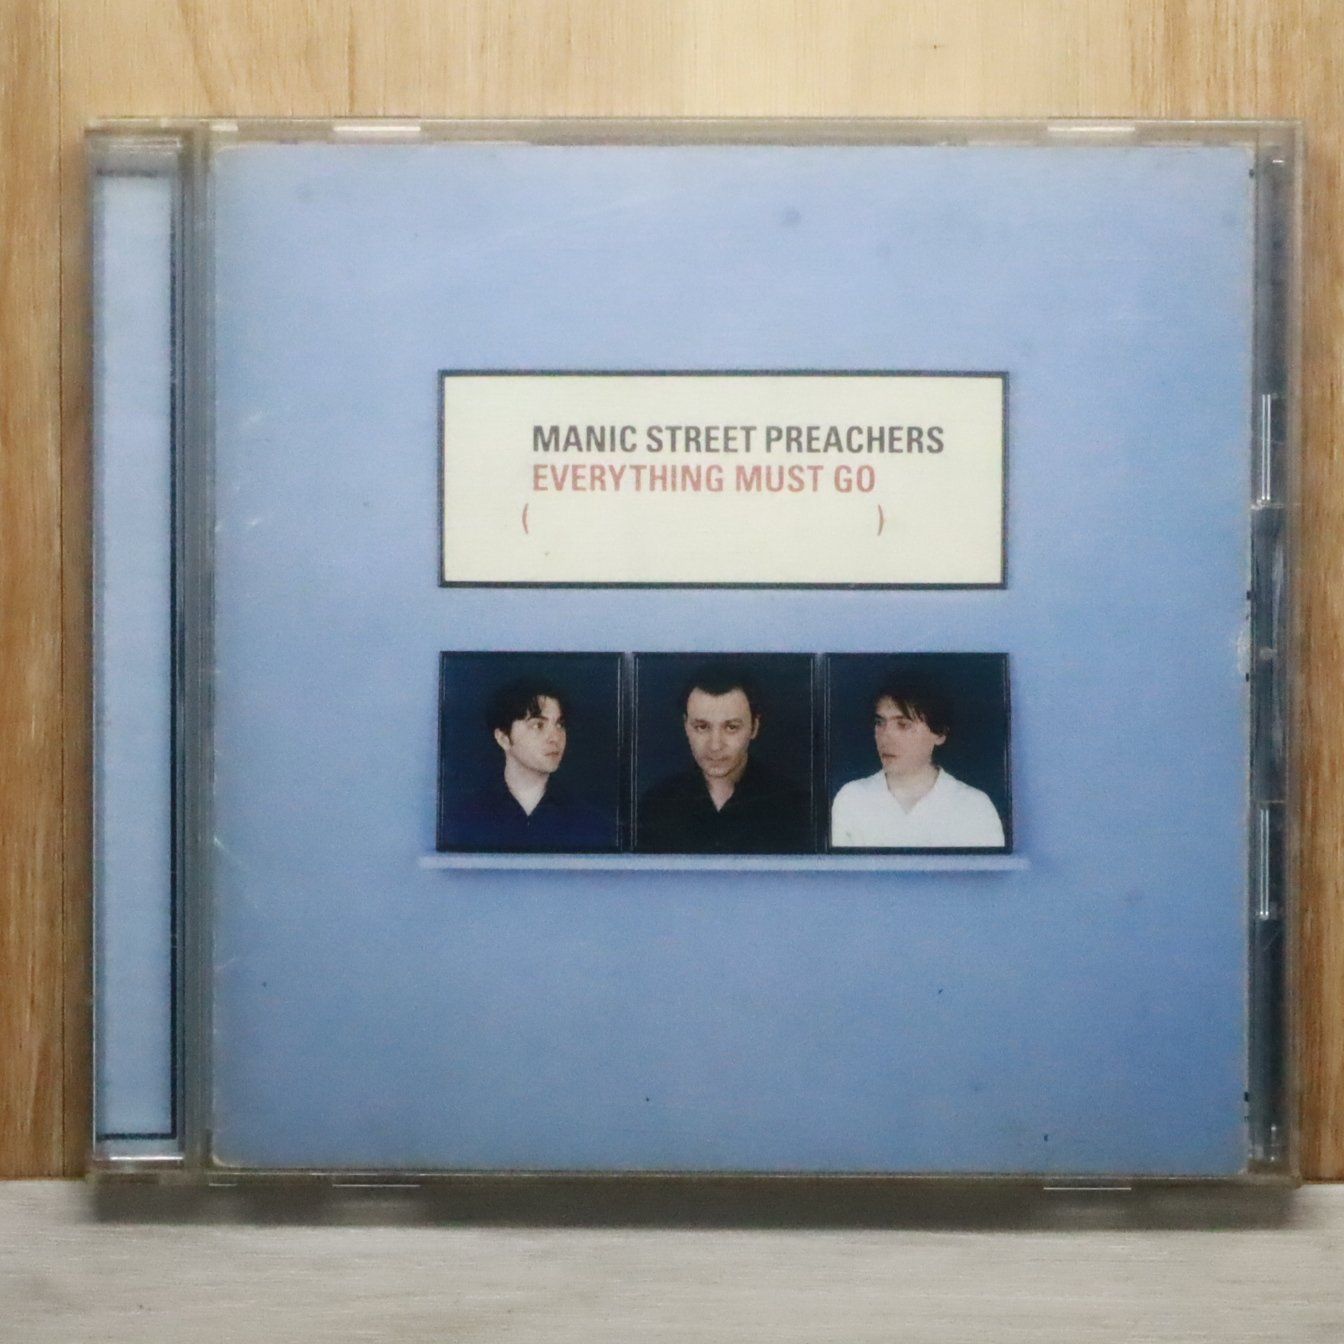 MANIC STREET PREACHERS
EVERYTHING MUST GO
( )